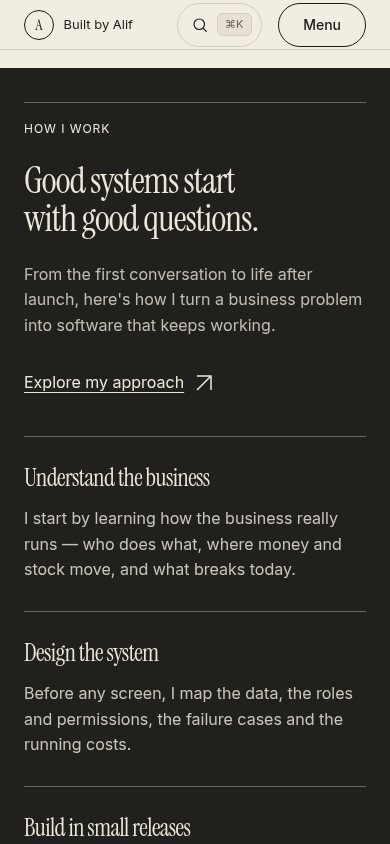 A
Built by Alif
⌘K
Menu
HOW I WORK
Good systems start
with good questions.
From the first conversation to life after
launch, here's how I turn a business problem
into software that keeps working.
Explore my approach
Understand the business
I start by learning how the business really
runs — who does what, where money and
stock move, and what breaks today.
Design the system
Before any screen, I map the data, the roles
and permissions, the failure cases and the
running costs.
Build in small releases